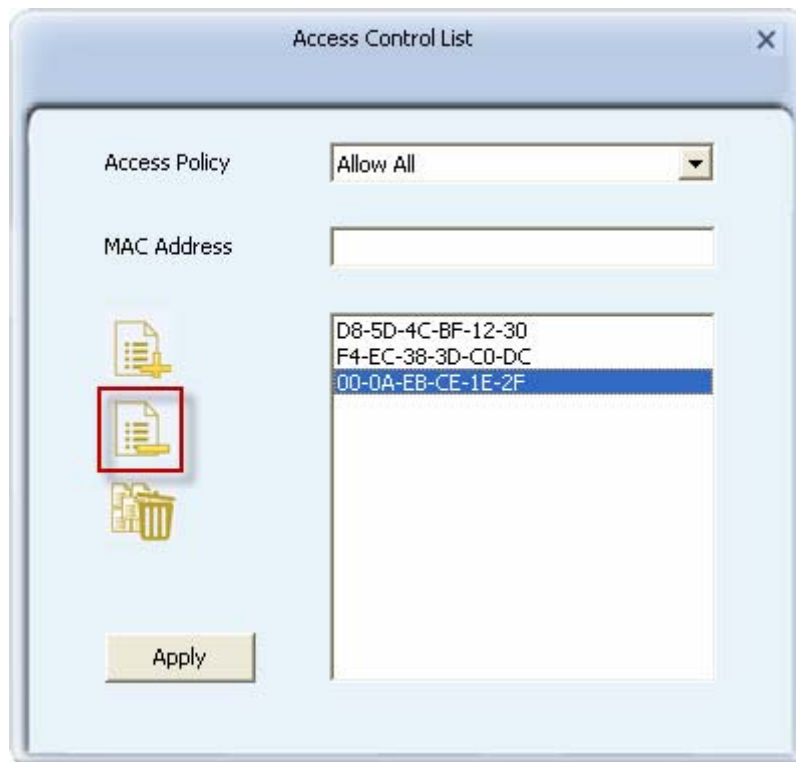 Access Control List
Access Policy
Allow All
MAC Address
D8-5D-4C-BF-12-30
F4-EC-38-3D-C0-DC
00-0A-EB-CE-1E-2F
Apply